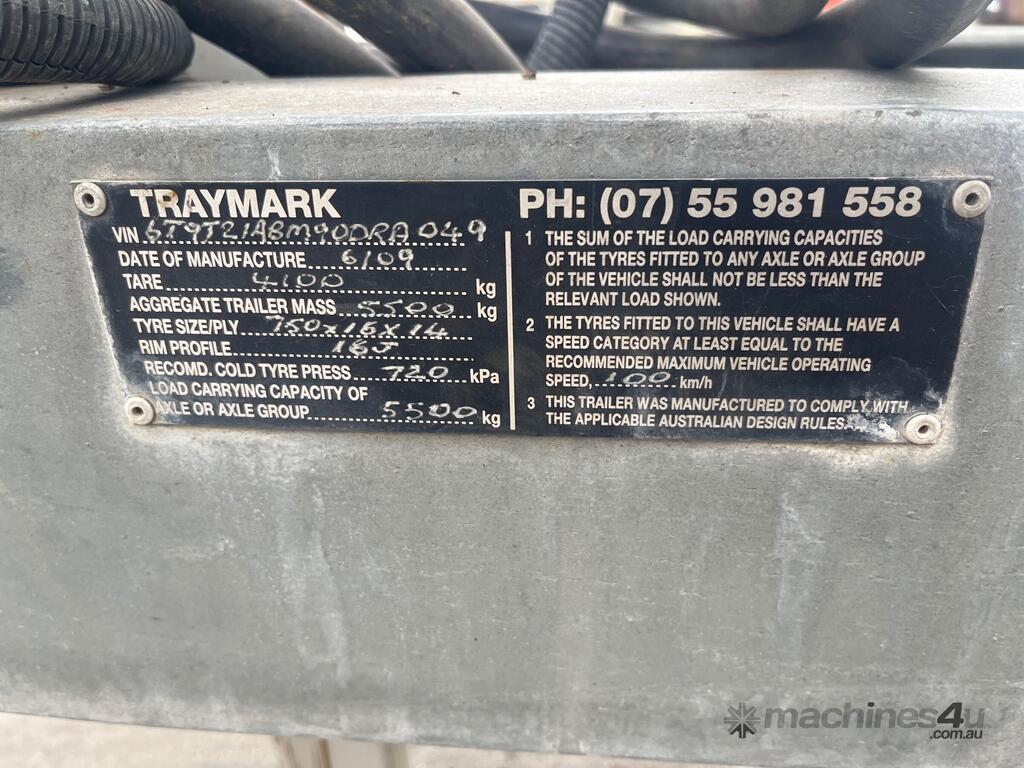 TRAYMARK
VIN 6T9T21ABM90DRA049
DATE OF MANUFACTURE 6/09
TARE 4100 kg
AGGREGATE TRAILER MASS 5500 kg
TYRE SIZE/PLY 750x16x14
RIM PROFILE 16J
RECOMD. COLD TYRE PRESS 720 kPa
LOAD CARRYING CAPACITY OF
AXLE OR AXLE GROUP 5500 kg
PH: (07) 55 981 558
1 THE SUM OF THE LOAD CARRYING CAPACITIES
OF THE TYRES FITTED TO ANY AXLE OR AXLE GROUP
OF THE VEHICLE SHALL NOT BE LESS THAN THE
RELEVANT LOAD SHOWN.
2 THE TYRES FITTED TO THIS VEHICLE SHALL HAVE A
SPEED CATEGORY AT LEAST EQUAL TO THE
RECOMMENDED MAXIMUM VEHICLE OPERATING
SPEED, 100 km/h
3 THIS TRAILER WAS MANUFACTURED TO COMPLY WITH
THE APPLICABLE AUSTRALIAN DESIGN RULES.
machines4u
.com.au